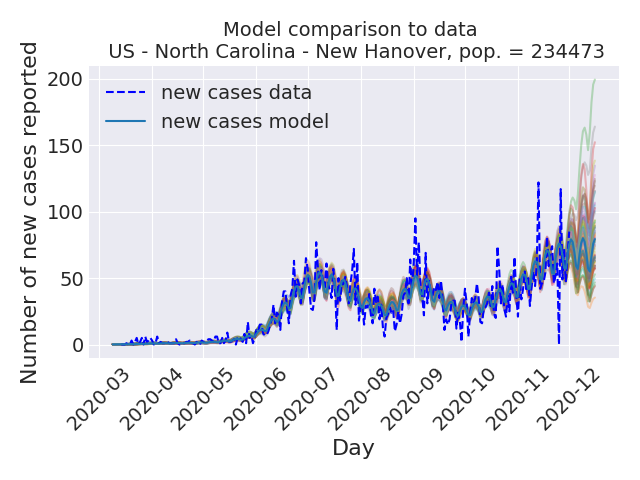 Model comparison to data
US - North Carolina - New Hanover, pop. = 234473
Number of new cases reported
200
150
100
50
0
new cases data
new cases model
2020-03
2020-04
2020-05
2020-06
2020-07
2020-08
2020-09
2020-10
2020-11
2020-12
Day